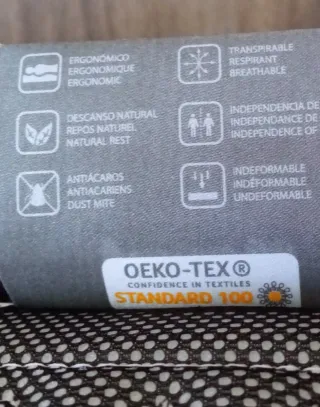 ERGONÓMICO
ERGONOMIQUE
ERGONOMIC
TRANSPIRABLE
RESPIRANT
BREATHABLE
DESCANSO NATURAL
REPOS NATUREL
NATURAL REST
INDEPENDENCIA DE
INDEPENDANCE DE
INDEPENDENCE OF
ANTIÁCAROS
ANTIACARIENS
DUST MITE
INDEFORMABLE
INDÉFORMABLE
UNDEFORMABLE
OEKO-TEX®
CONFIDENCE IN TEXTILES
STANDARD 100